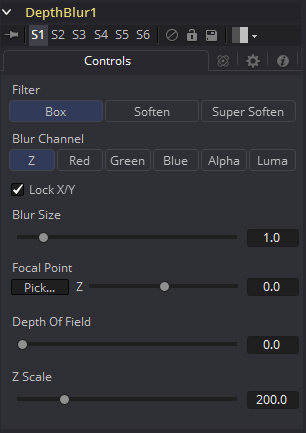 DepthBlur1
S1 S2 S3 S4 S5 S6
Controls
Filter
Box Soften Super Soften
Blur Channel
Z Red Green Blue Alpha Luma
Lock X/Y
Blur Size
1.0
Focal Point
Pick... Z 0.0
Depth Of Field
0.0
Z Scale
200.0